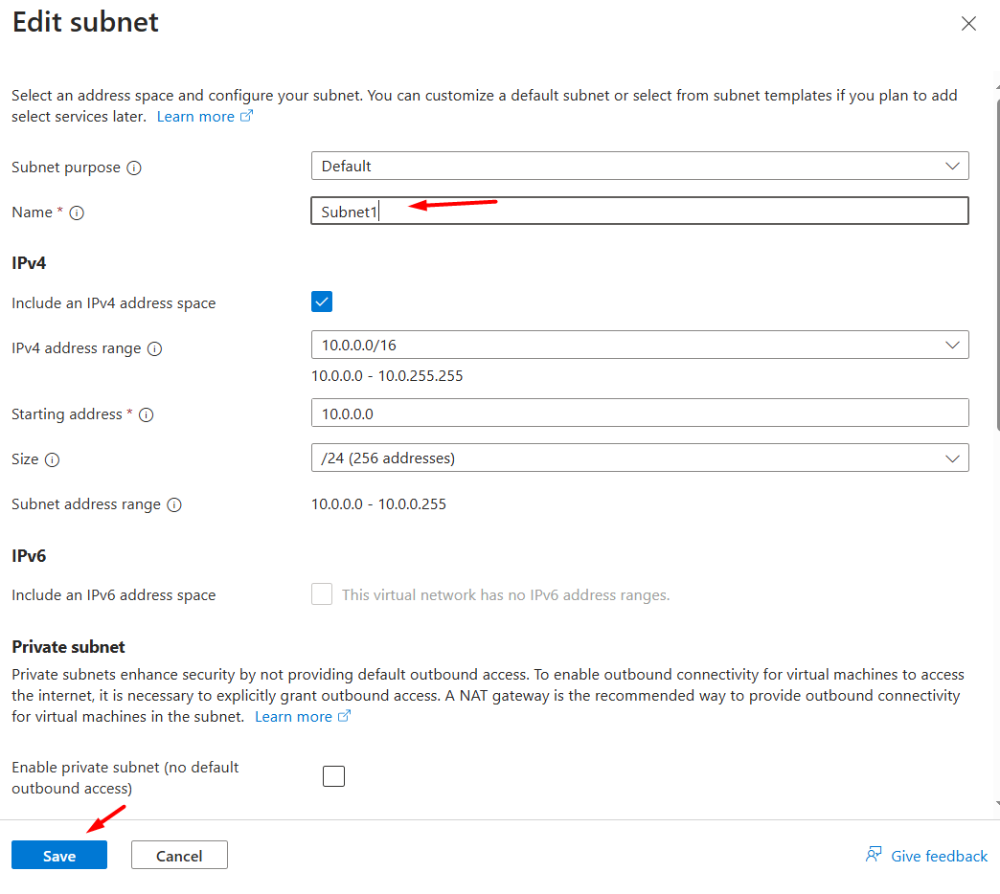 Edit subnet
Select an address space and configure your subnet. You can customize a default subnet or select from subnet templates if you plan to add
select services later. Learn more
Subnet purpose
Default
Name *
Subnet1
IPv4
Include an IPv4 address space
IPv4 address range
10.0.0.0/16
10.0.0.0 - 10.0.255.255
Starting address *
10.0.0.0
Size
/24 (256 addresses)
Subnet address range
10.0.0.0 - 10.0.0.255
IPv6
Include an IPv6 address space
This virtual network has no IPv6 address ranges.
Private subnet
Private subnets enhance security by not providing default outbound access. To enable outbound connectivity for virtual machines to access
the internet, it is necessary to explicitly grant outbound access. A NAT gateway is the recommended way to provide outbound connectivity
for virtual machines in the subnet. Learn more
Enable private subnet (no default
outbound access)
Save
Cancel
Give feedback